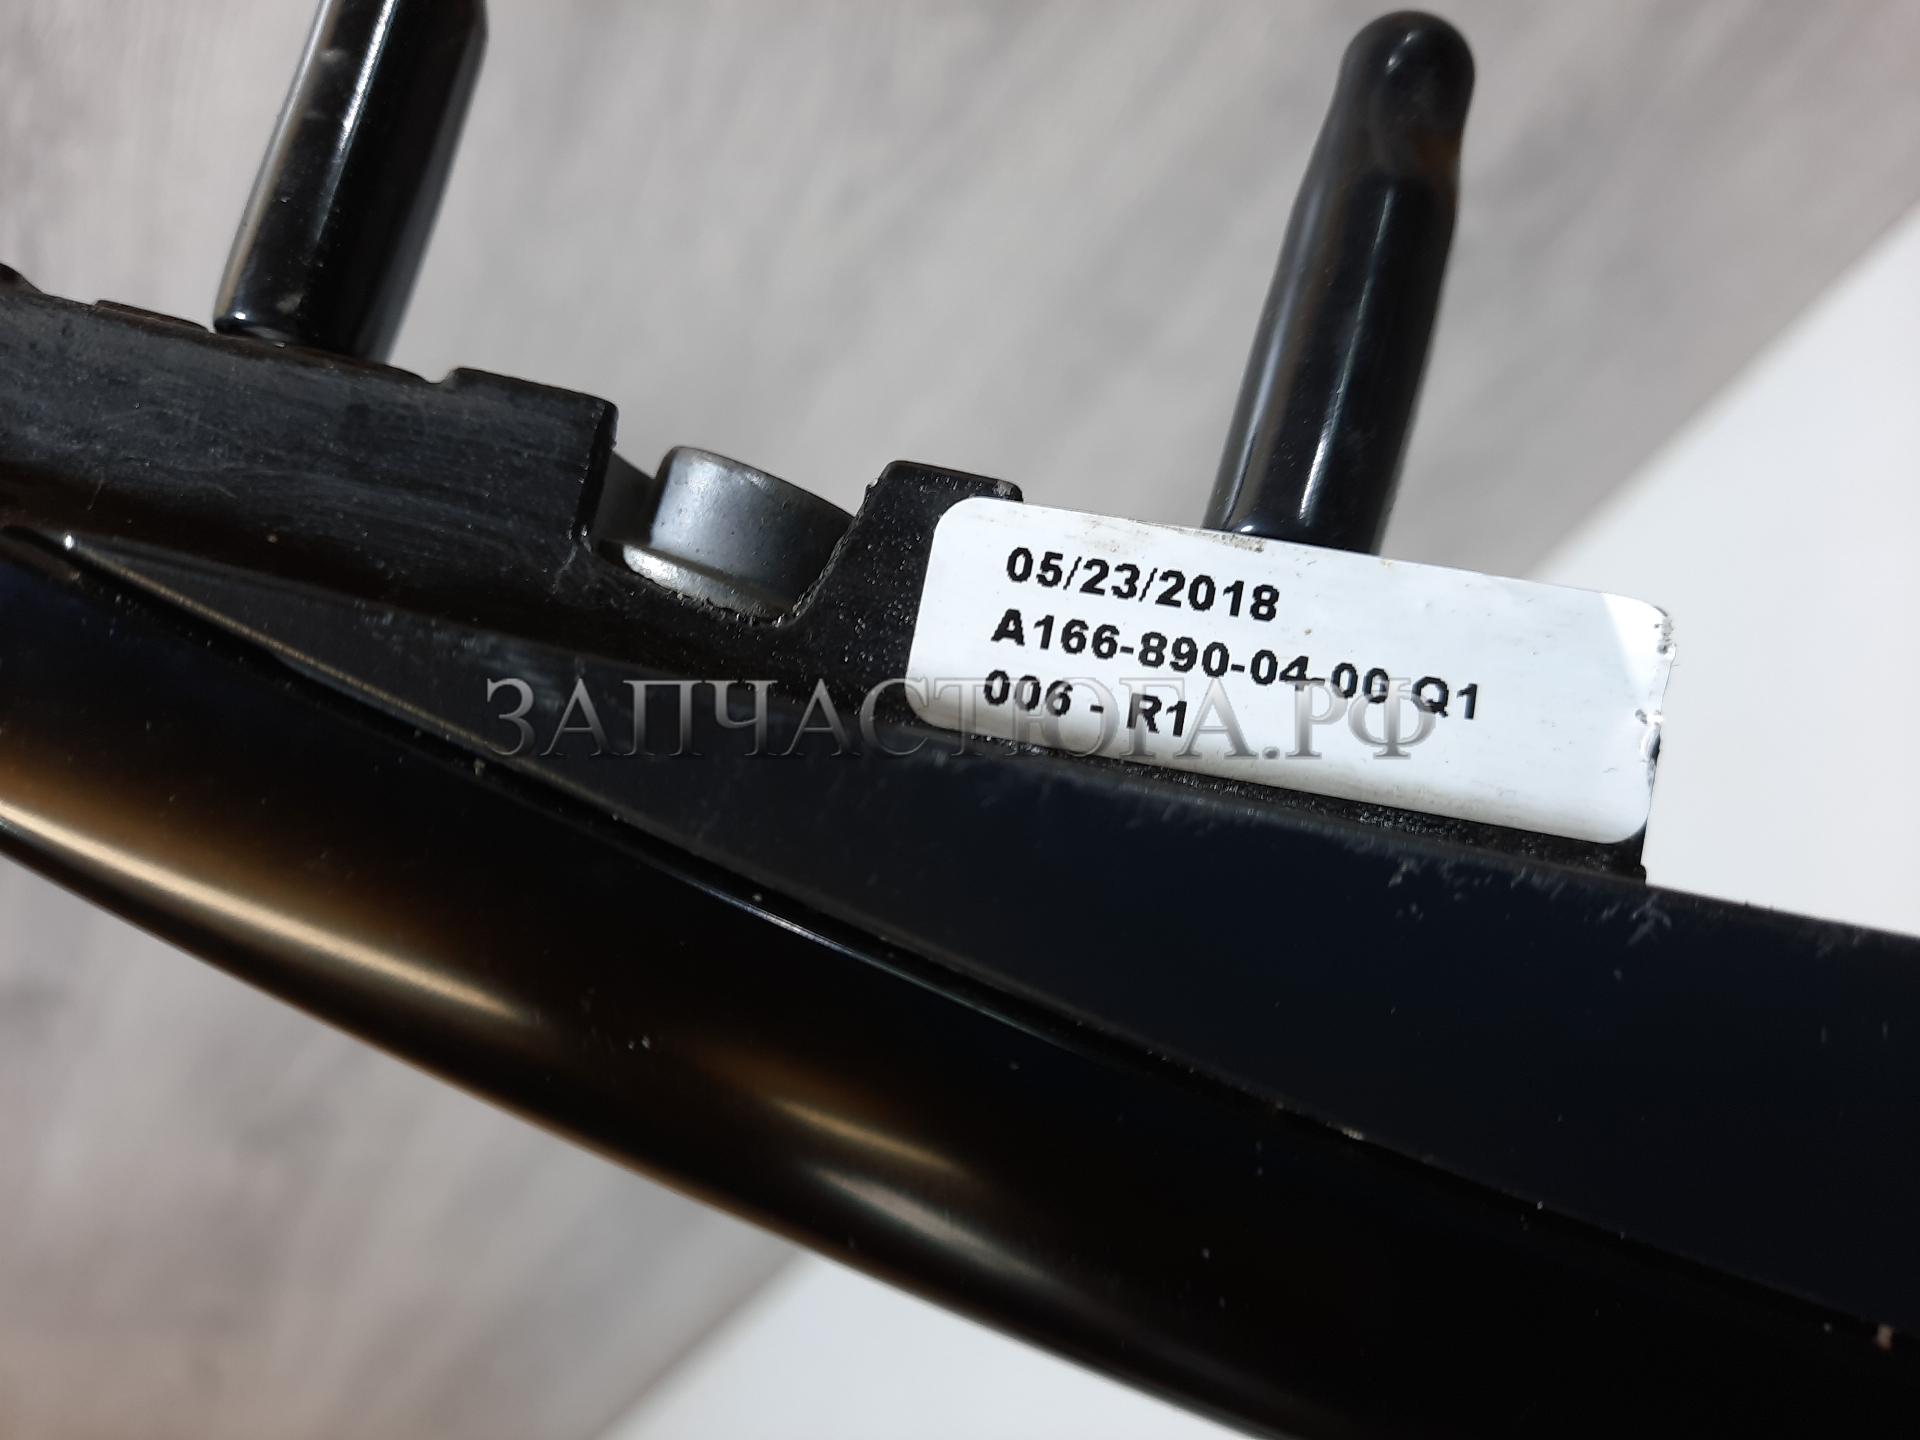 05/23/2018
A166-890-04-00 Q1
006 - R1
ЗАПЧАСТЮГА.РФ